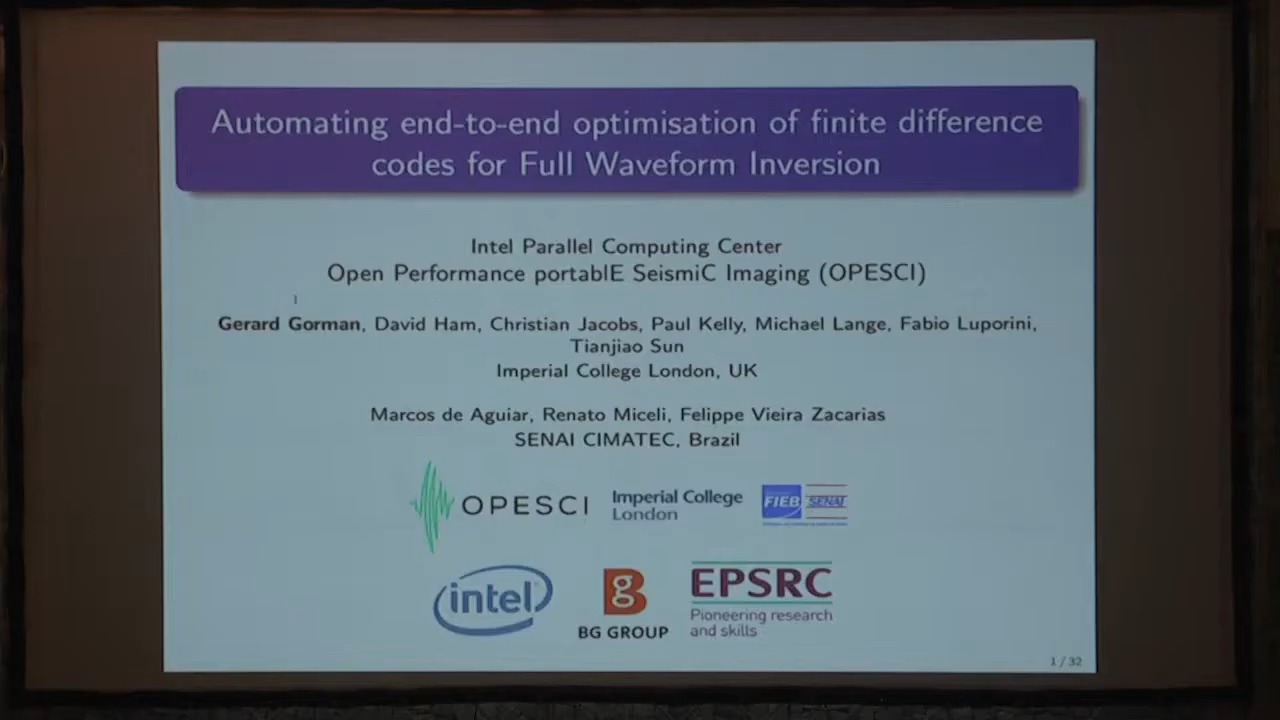 Automating end-to-end optimisation of finite difference
codes for Full Waveform Inversion
Intel Parallel Computing Center
Open Performance portablE SeismiC Imaging (OPESCI)
Gerard Gorman, David Ham, Christian Jacobs, Paul Kelly, Michael Lange, Fabio Luporini,
Tianjiao Sun
Imperial College London, UK
Marcos de Aguiar, Renato Miceli, Felippe Vieira Zacarias
SENAI CIMATEC, Brazil
OPESCI
Imperial College
London
FIEB SENAI
intel
BG GROUP
EPSRC
Pioneering research
and skills
1 / 32